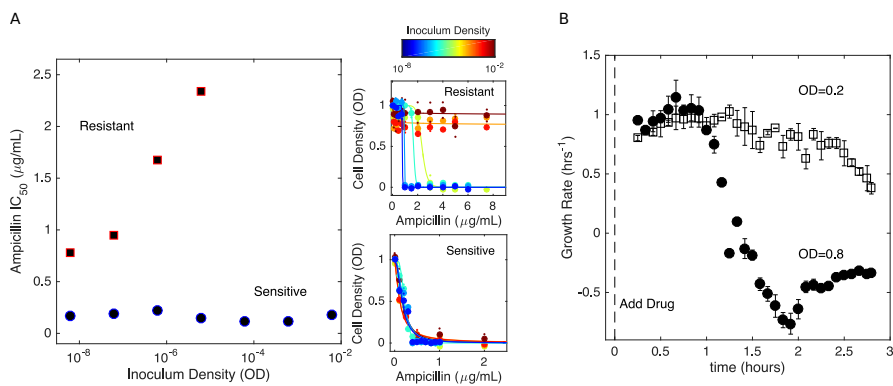 A
Ampicillin IC50 (μg/mL)
2.5
2
1.5
1
0.5
0
Resistant
Sensitive
10^-8
10^-6
10^-4
10^-2
Inoculum Density (OD)
Inoculum Density
10^-8
10^-2
Resistant
Cell Density (OD)
1
0.5
0
0 2 4 6 8
Ampicillin (μg/mL)
Sensitive
Cell Density (OD)
1
0.5
0
0 1 2
Ampicillin (μg/mL)
B
Growth Rate (hrs^-1)
1.5
1
0.5
0
-0.5
-1
OD=0.2
OD=0.8
Add Drug
0 0.5 1 1.5 2 2.5 3
time (hours)